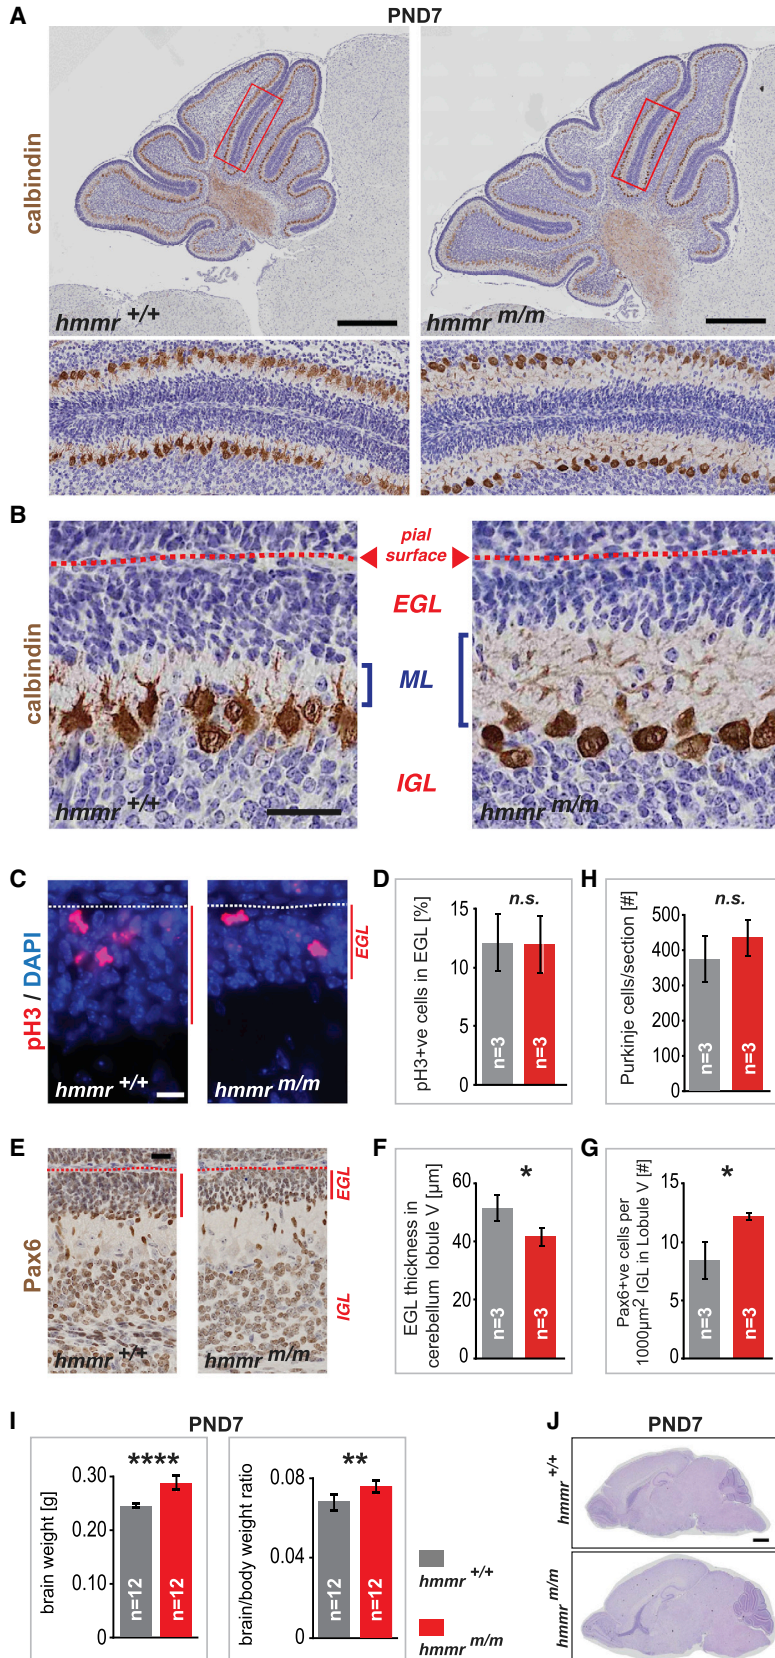 A
PND7
calbindin
hmmr +/+
hmmr m/m
B
calbindin
pial
surface
EGL
ML
IGL
hmmr +/+
hmmr m/m
C
pH3 / DAPI
hmmr +/+
hmmr m/m
EGL
D
n.s.
pH3+ve cells in EGL [%]
15
10
5
0
n=3
n=3
H
n.s.
Purkinje cells/section [#]
500
400
300
200
100
0
n=3
n=3
E
Pax6
hmmr +/+
hmmr m/m
EGL
IGL
F
*
EGL thickness in
cerebellum lobule V [µm]
60
40
20
0
n=3
n=3
G
*
Pax6+ve cells per
1000µm2 IGL in Lobule V [#]
15
10
5
0
n=3
n=3
I
PND7
****
brain weight [g]
0.30
0.20
0.10
0.00
n=12
n=12
**
brain/body weight ratio
0.08
0.04
0.00
n=12
n=12
hmmr +/+
hmmr m/m
J
PND7
hmmr +/+
hmmr m/m